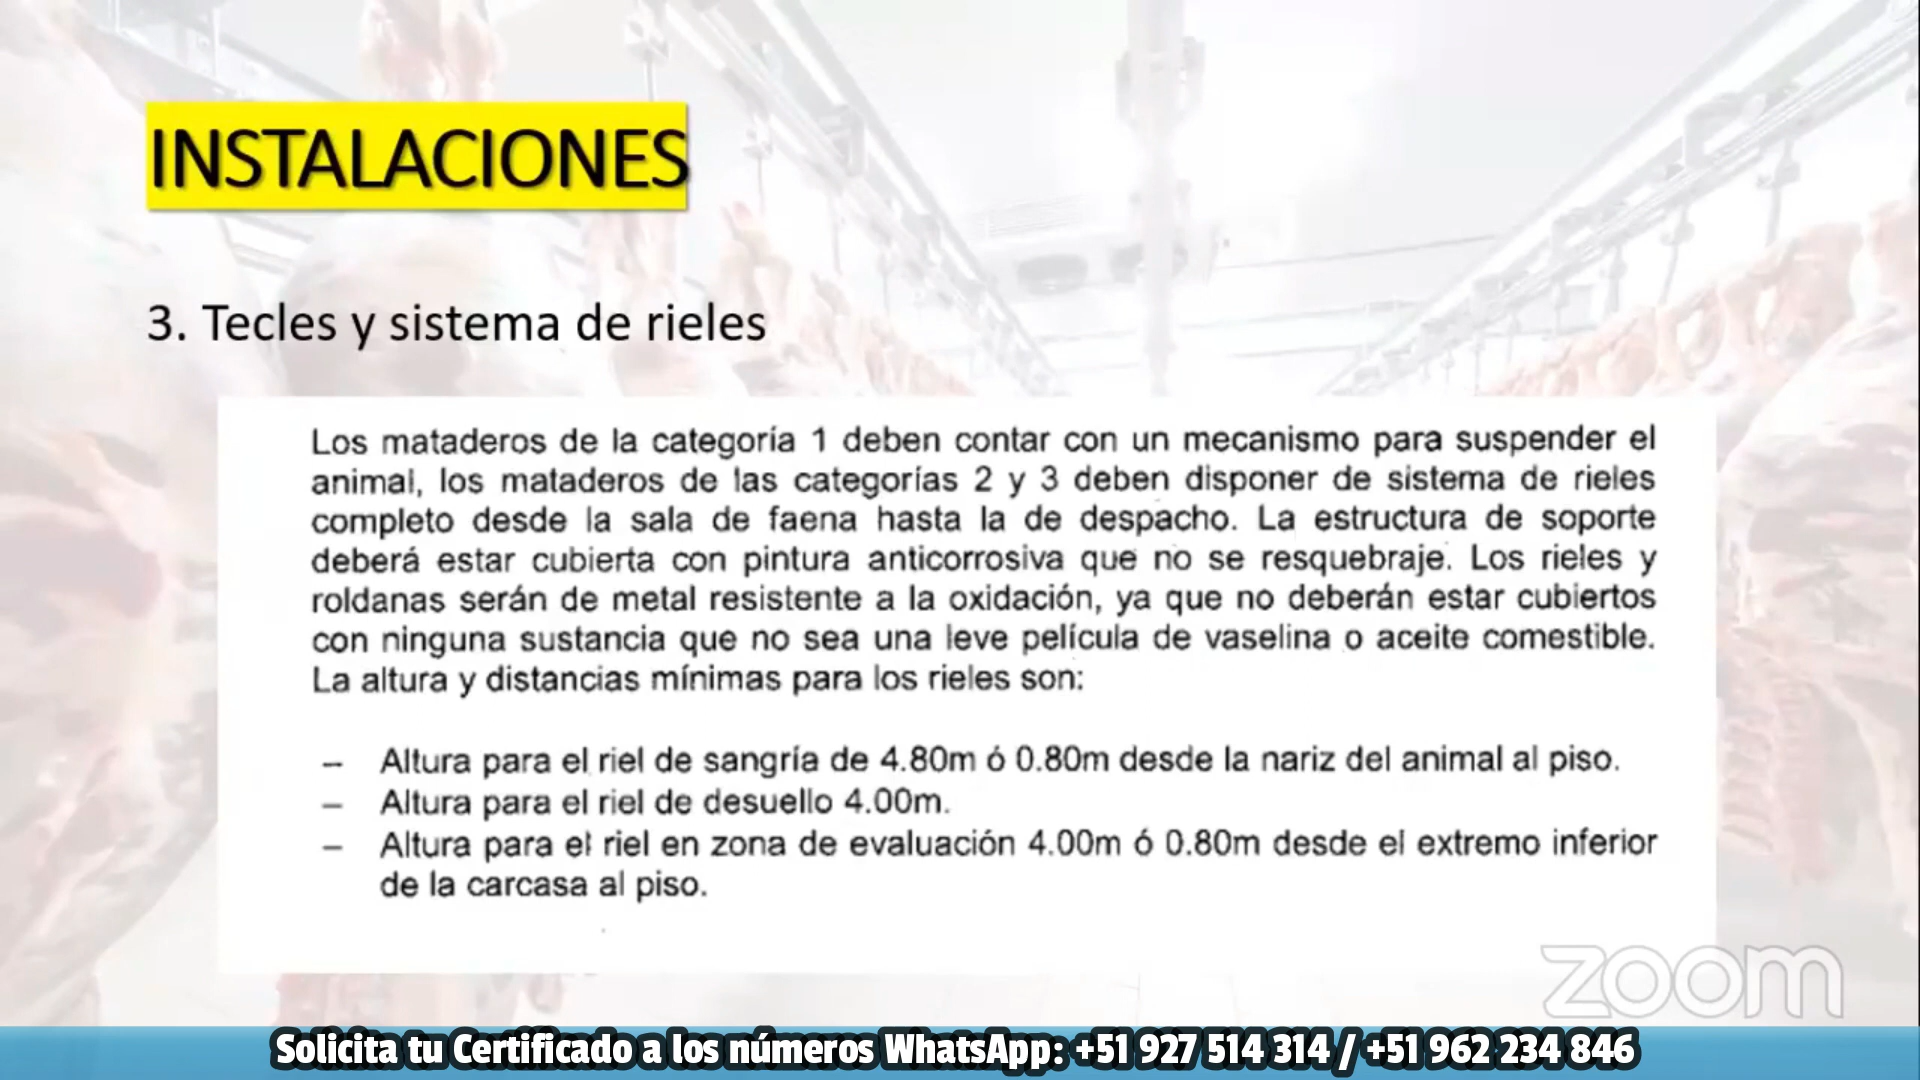 INSTALACIONES
3. Tecles y sistema de rieles
Los mataderos de la categoría 1 deben contar con un mecanismo para suspender el
animal, los mataderos de las categorías 2 y 3 deben disponer de sistema de rieles
completo desde la sala de faena hasta la de despacho. La estructura de soporte
deberá estar cubierta con pintura anticorrosiva que no se resquebraje. Los rieles y
roldanas serán de metal resistente a la oxidación, ya que no deberán estar cubiertos
con ninguna sustancia que no sea una leve película de vaselina o aceite comestible.
La altura y distancias mínimas para los rieles son:
– Altura para el riel de sangría de 4.80m ó 0.80m desde la nariz del animal al piso.
– Altura para el riel de desuello 4.00m.
– Altura para el riel en zona de evaluación 4.00m ó 0.80m desde el extremo inferior
de la carcasa al piso.
zoom
Solicita tu Certificado a los números WhatsApp: +51 927 514 314 / +51 962 234 846